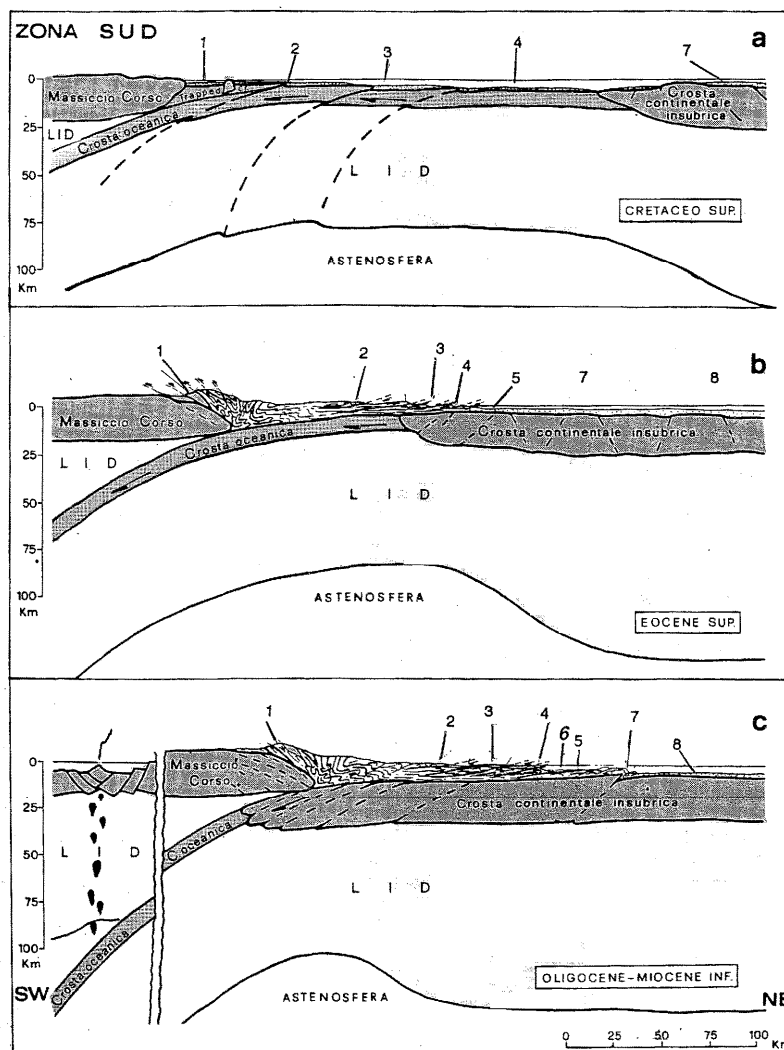 ZONA SUD
a
1 2 3 4 7
0
25
50
75
100
Km
Massiccio Corso
Trapped
LID
Crosta oceanica
Crosta
continentale
insubrica
L I D
CRETACEO SUP.
ASTENOSFERA
b
1 2 3 4 5 7 8
0
25
50
75
100
Km
Massiccio Corso
Crosta oceanica
Crosta continentale insubrica
L I D
L I D
ASTENOSFERA
EOCENE SUP.
c
1 2 3 4 6 5 7 8
0
25
50
75
100
Km
Massiccio
Corso
Crosta continentale insubrica
C. oceanica
L I D
L I D
Crosta oceanica
OLIGOCENE-MIOCENE INF.
SW
ASTENOSFERA
NE
0 25 50 75 100 Km